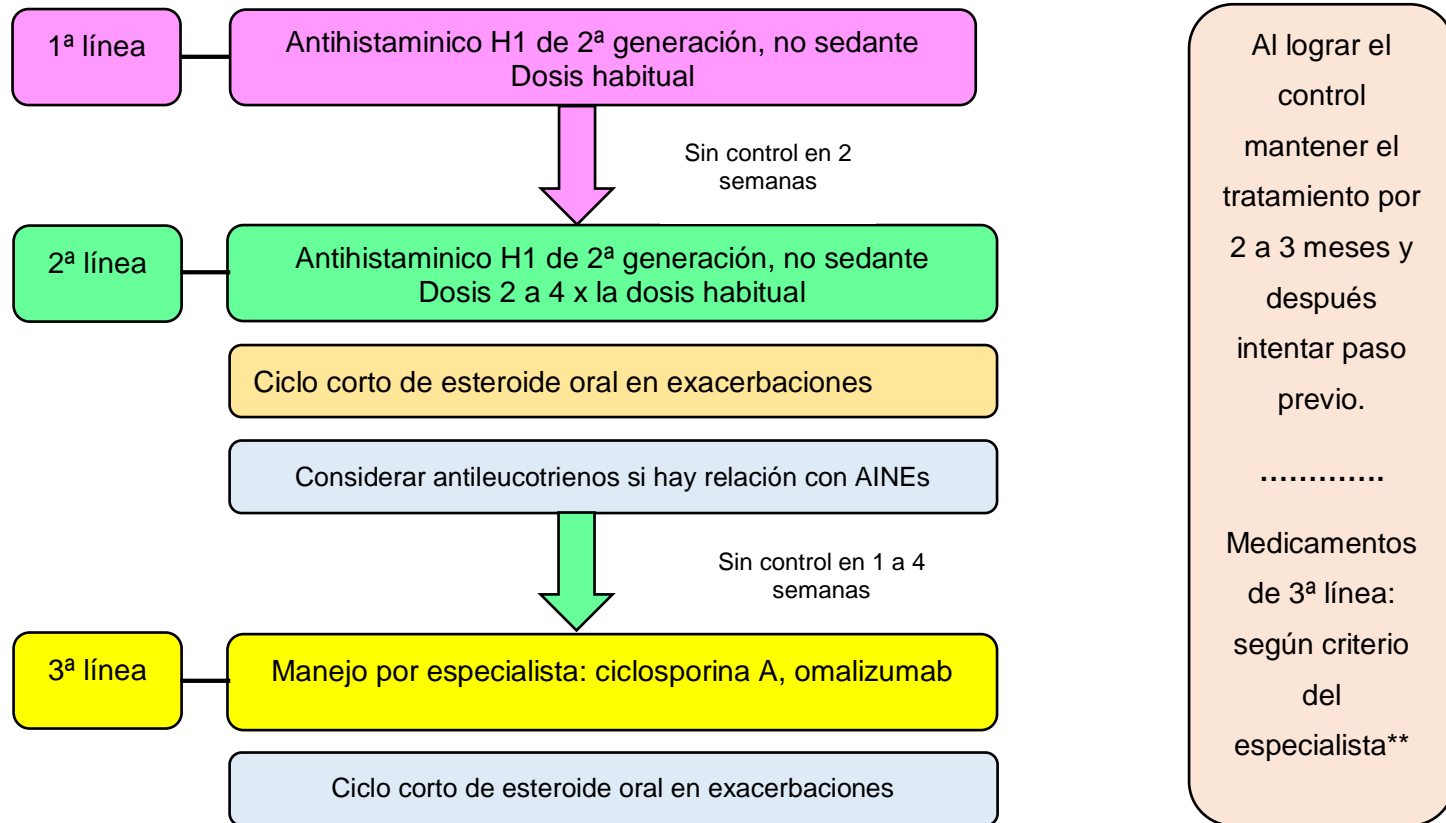 1ª línea
Antihistaminico H1 de 2ª generación, no sedante
Dosis habitual
Sin control en 2
semanas
2ª línea
Antihistaminico H1 de 2ª generación, no sedante
Dosis 2 a 4 x la dosis habitual
Ciclo corto de esteroide oral en exacerbaciones
Considerar antileucotrienos si hay relación con AINEs
Sin control en 1 a 4
semanas
3ª línea
Manejo por especialista: ciclosporina A, omalizumab
Ciclo corto de esteroide oral en exacerbaciones
Al lograr el
control
mantener el
tratamiento por
2 a 3 meses y
después
intentar paso
previo.
………….
Medicamentos
de 3ª línea:
según criterio
del
especialista**